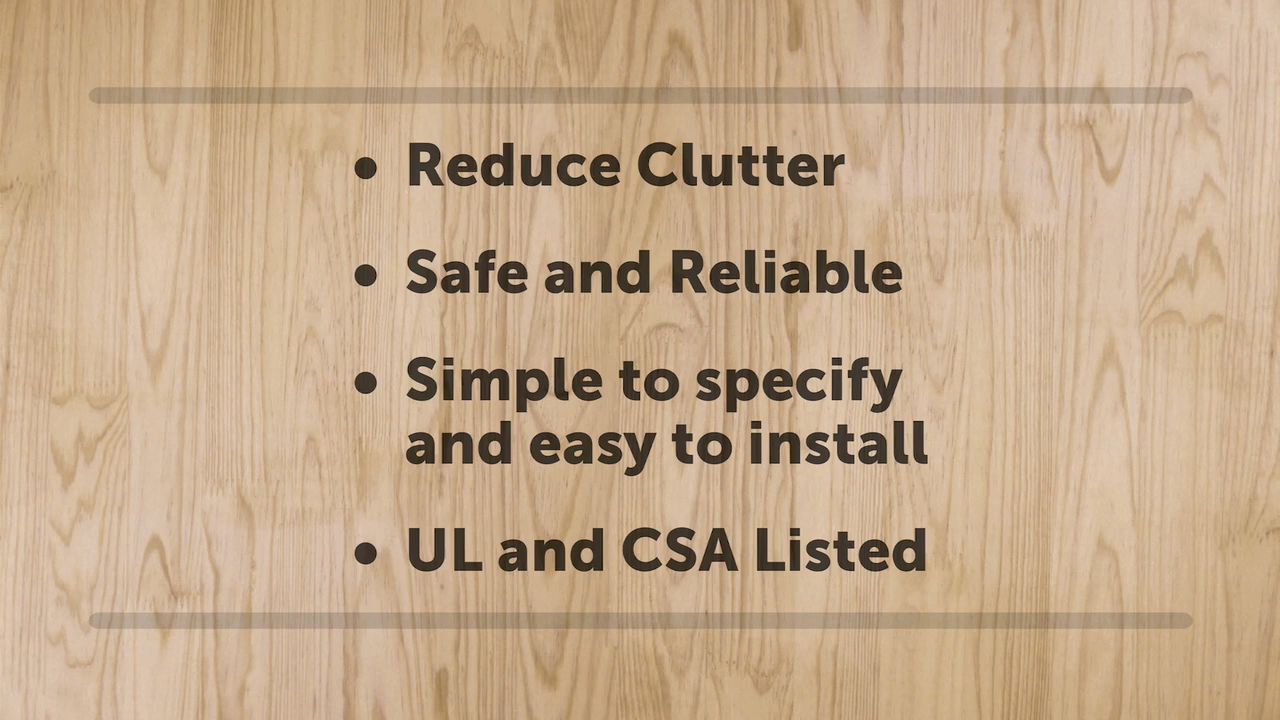 • Reduce Clutter
• Safe and Reliable
• Simple to specify
and easy to install
• UL and CSA Listed